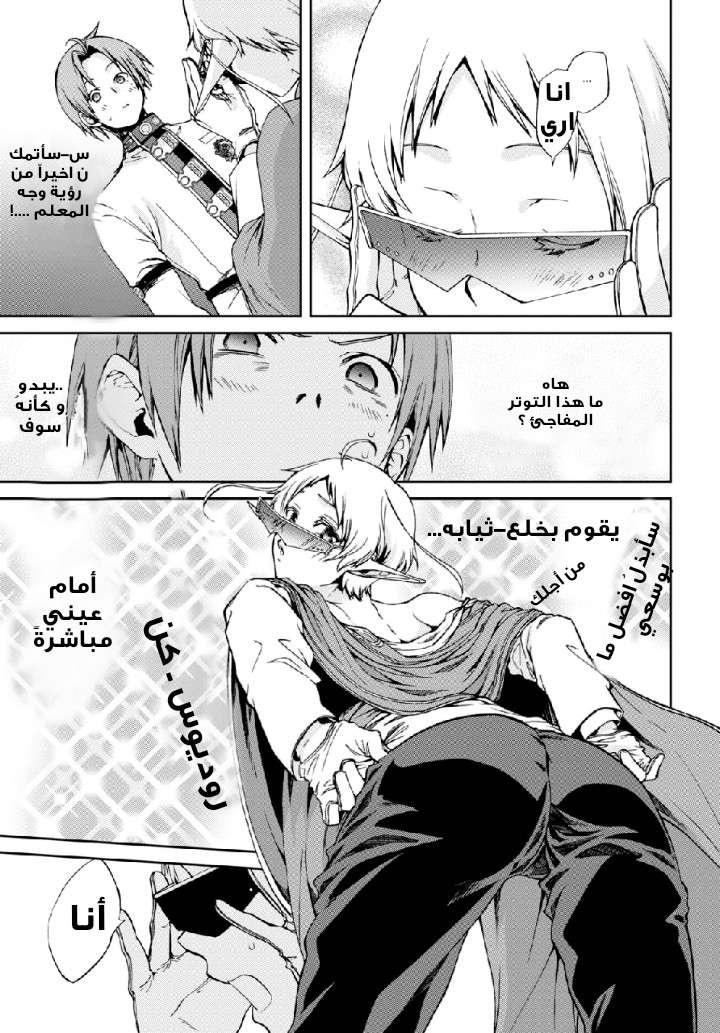 ...
انا
اري
س–سأتمك
ن اخيراً من
رؤية وجه
المعلم ....!
هاه
ما هذا التوتر
المفاجئ ؟
..يبدو
و كأنهُ
سوف
يقوم بخلع–ثيابه...
سأبذلُ افضل ما
بوسعي
من أجلك
روديوس - كن
أمام
عيني
مباشرةً
أنا